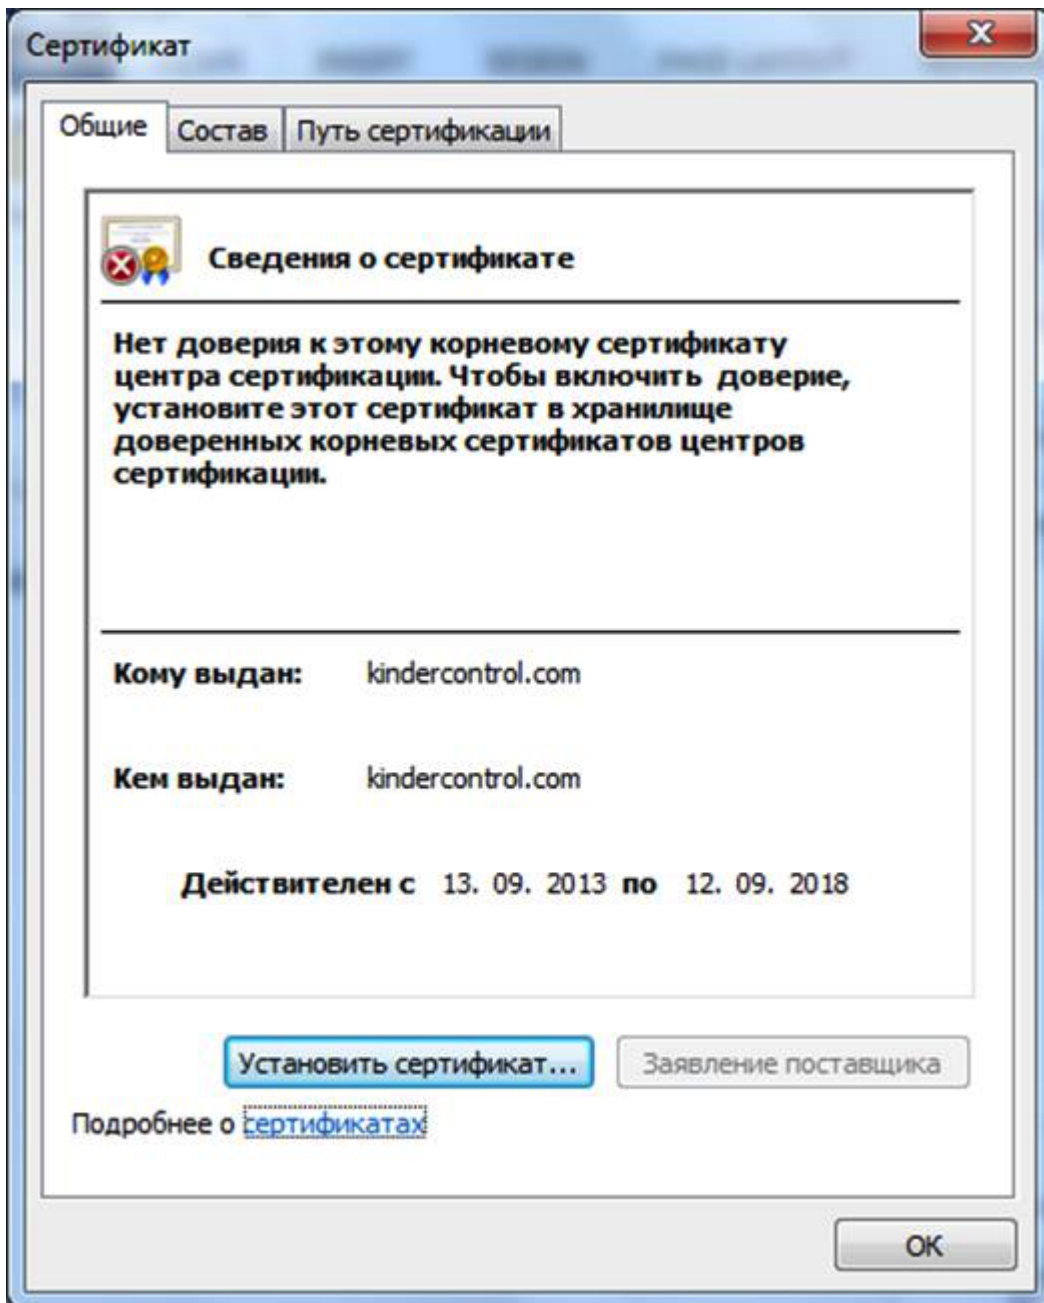 Сертификат
Общие Состав Путь сертификации
Сведения о сертификате
Нет доверия к этому корневому сертификату
центра сертификации. Чтобы включить доверие,
установите этот сертификат в хранилище
доверенных корневых сертификатов центров
сертификации.
Кому выдан: kindercontrol.com
Кем выдан: kindercontrol.com
Действителен с 13. 09. 2013 по 12. 09. 2018
Установить сертификат... Заявление поставщика
Подробнее о сертификатах
ОК